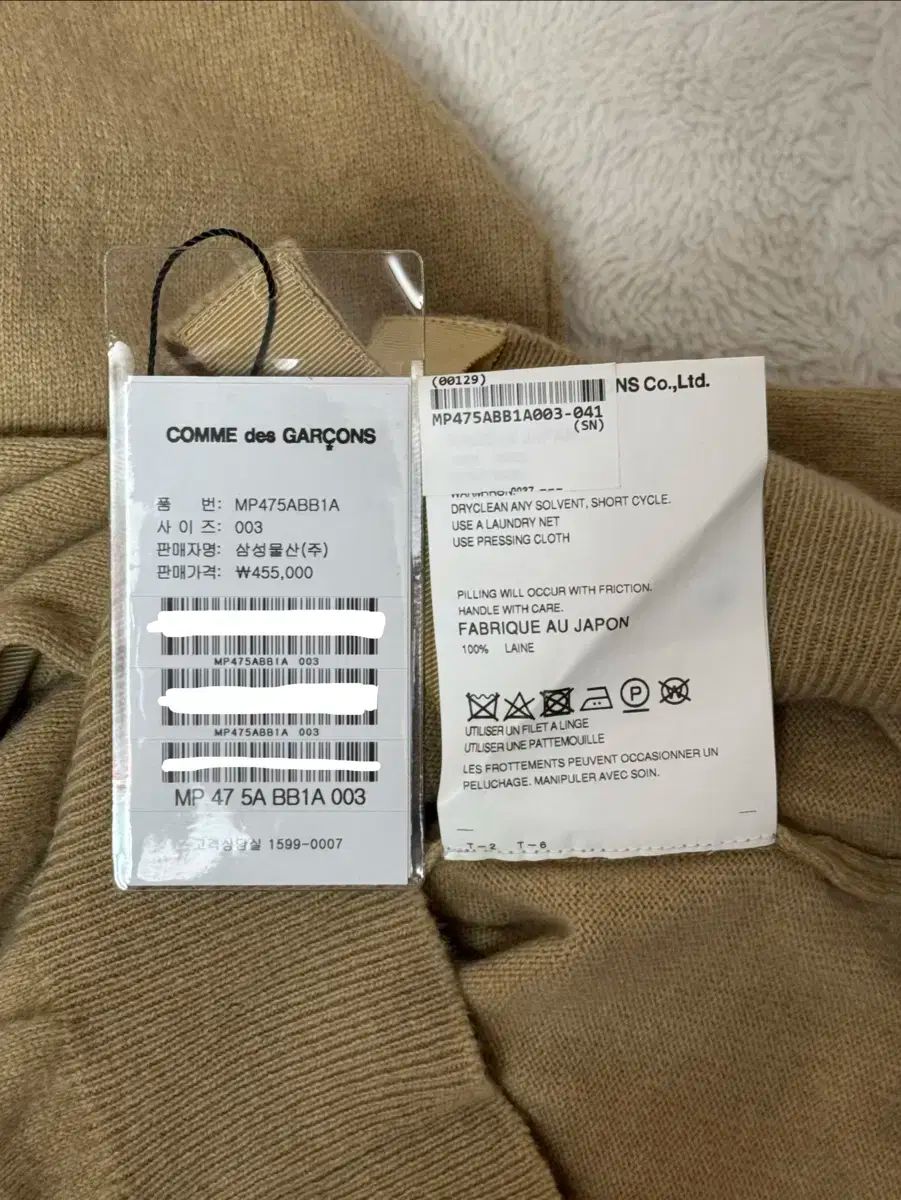 COMME des GARÇONS
품 번: MP475ABB1A
사 이 즈: 003
판매자명: 삼성물산(주)
판매가격: ₩455,000
MP475ABB1A 003
MP475ABB1A 003
MP 47 5A BB1A 003
고객상담실 1599-0007
(00129)
NS Co.,Ltd.
MP475ABB1A003-041
(SN)
DRYCLEAN ANY SOLVENT, SHORT CYCLE.
USE A LAUNDRY NET
USE PRESSING CLOTH
PILLING WILL OCCUR WITH FRICTION.
HANDLE WITH CARE.
FABRIQUE AU JAPON
100% LAINE
P W
UTILISER UN FILET A LINGE
UTILISER UNE PATTEMOUILLE
LES FROTTEMENTS PEUVENT OCCASIONNER UN
PELUCHAGE. MANIPULER AVEC SOIN.
T-2 T-6